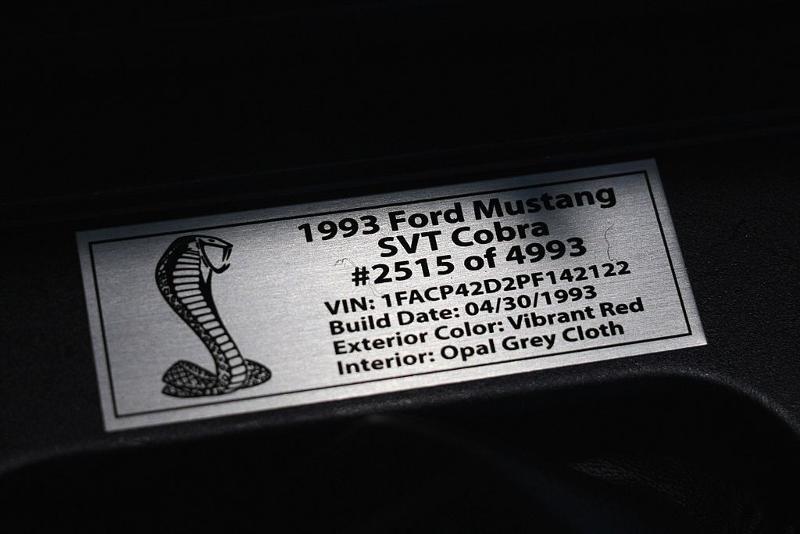 1993 Ford Mustang
SVT Cobra
#2515 of 4993
VIN: 1FACP42D2PF142122
Build Date: 04/30/1993
Exterior Color: Vibrant Red
Interior: Opal Grey Cloth